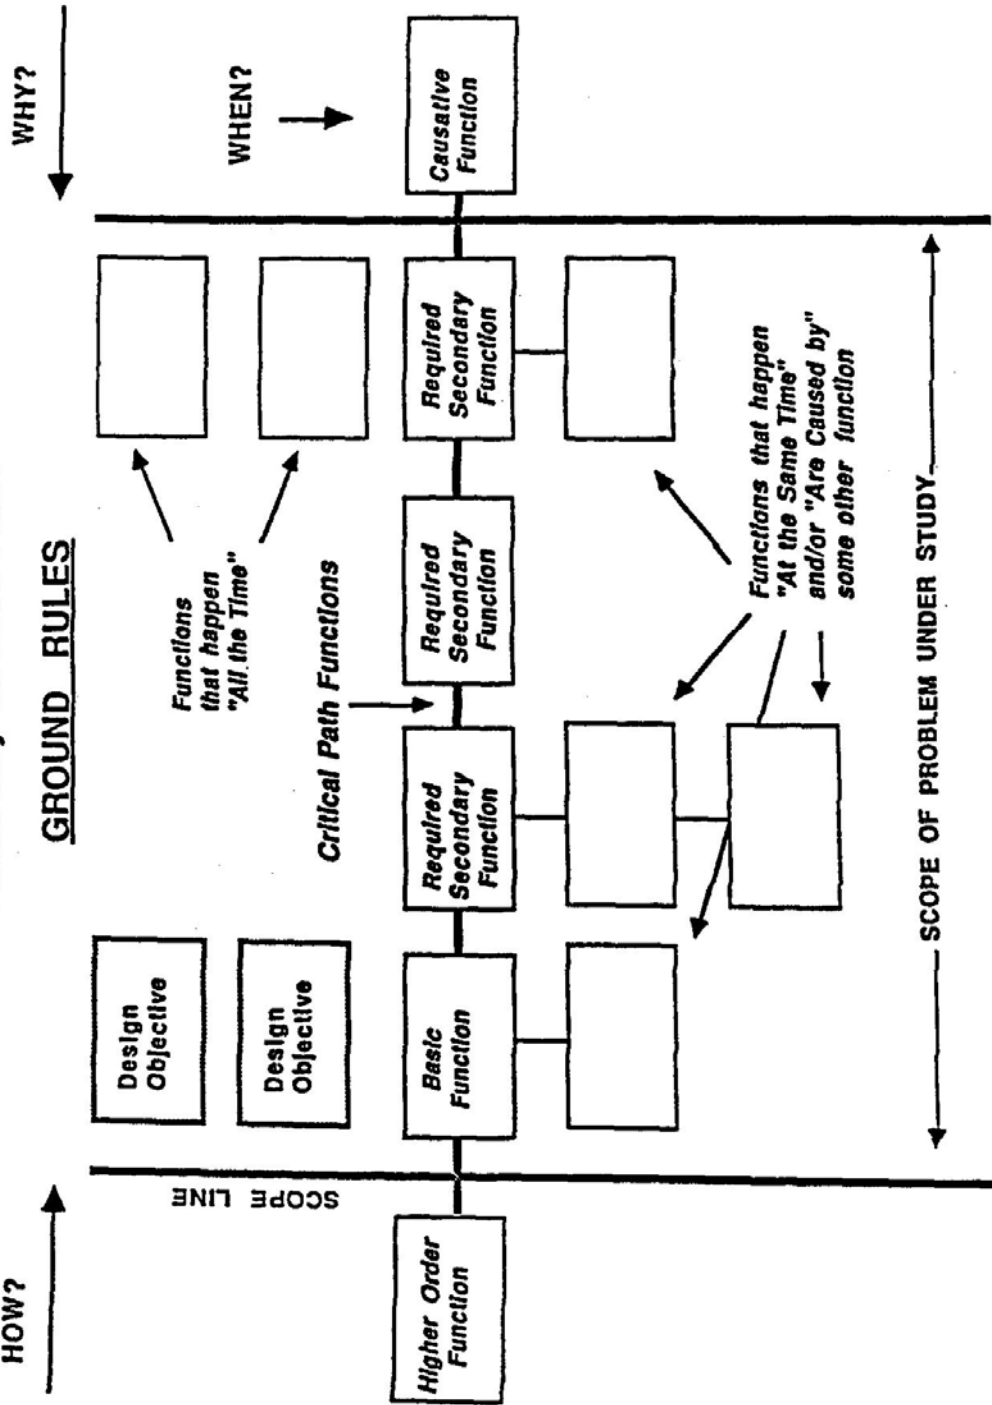 GROUND RULES
HOW?
WHY?
WHEN?
Design
Objective
Design
Objective
Functions
that happen
"All the Time"
Critical Path Functions
SCOPE LINE
Higher Order
Function
Basic
Function
Required
Secondary
Function
Required
Secondary
Function
Required
Secondary
Function
Causative
Function
Functions that happen
"At the Same Time"
and/or "Are Caused by"
some other function
SCOPE OF PROBLEM UNDER STUDY